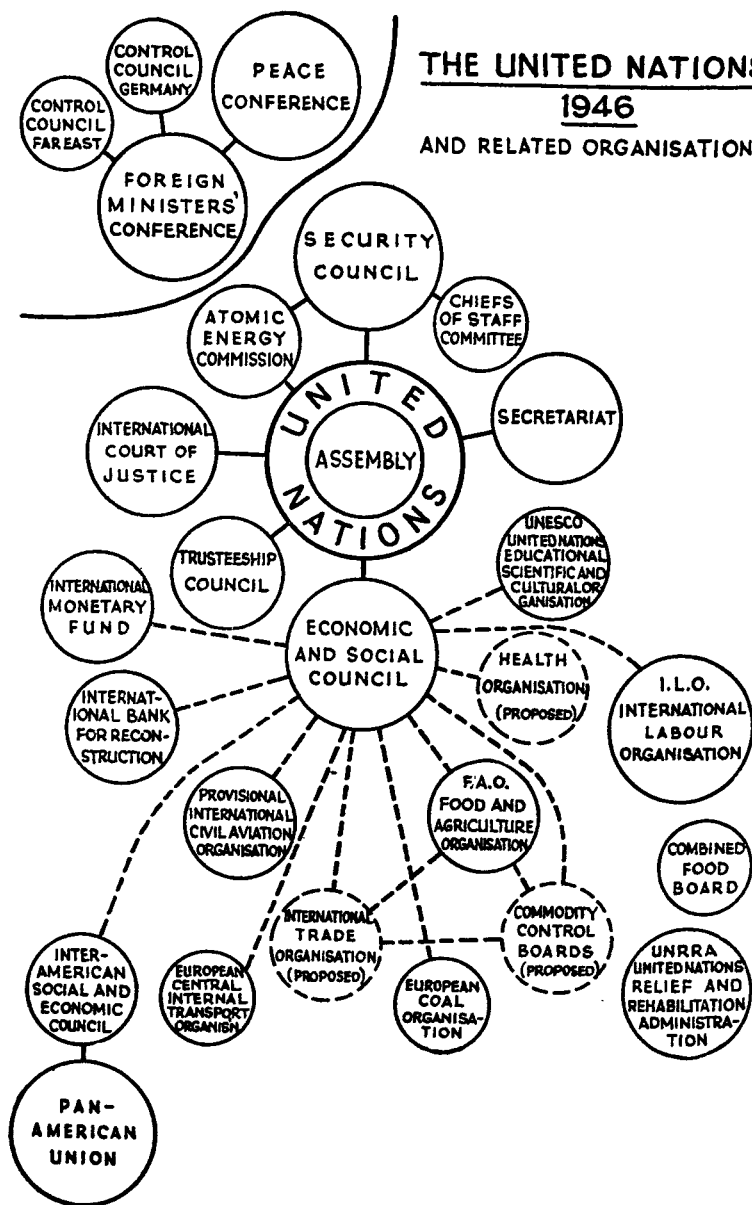 THE UNITED NATIONS
1946
AND RELATED ORGANISATION
CONTROL
COUNCIL
GERMANY
PEACE
CONFERENCE
CONTROL
COUNCIL
FAR EAST
FOREIGN
MINISTERS'
CONFERENCE
SECURITY
COUNCIL
ATOMIC
ENERGY
COMMISSION
CHIEFS
OF STAFF
COMMITTEE
UNITED
NATIONS
ASSEMBLY
SECRETARIAT
INTERNATIONAL
COURT OF
JUSTICE
TRUSTEESHIP
COUNCIL
UNESCO
UNITED NATIONS
EDUCATIONAL
SCIENTIFIC AND
CULTURAL OR-
GANISATION
INTERNATIONAL
MONETARY
FUND
ECONOMIC
AND SOCIAL
COUNCIL
HEALTH
ORGANISATION
(PROPOSED)
I.L.O.
INTERNATIONAL
LABOUR
ORGANISATION
INTERNAT-
IONAL BANK
FOR RECON-
STRUCTION
PROVISIONAL
INTERNATIONAL
CIVIL AVIATION
ORGANISATION
F.A.O.
FOOD AND
AGRICULTURE
ORGANISATION
COMBINED
FOOD
BOARD
INTERNATIONAL
TRADE
ORGANISATION
(PROPOSED)
COMMODITY
CONTROL
BOARDS
(PROPOSED)
INTER-
AMERICAN
SOCIAL AND
ECONOMIC
COUNCIL
EUROPEAN
CENTRAL
INTERNAL
TRANSPORT
ORGANISN
EUROPEAN
COAL
ORGANISA-
TION
UNRRA
UNITED NATIONS
RELIEF AND
REHABILITATION
ADMINISTRA-
TION
PAN-
AMERICAN
UNION